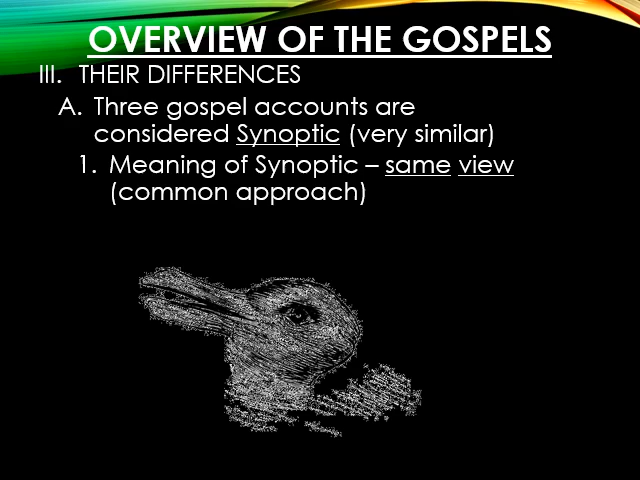 OVERVIEW OF THE GOSPELS
III. THEIR DIFFERENCES
A. Three gospel accounts are
considered Synoptic (very similar)
1. Meaning of Synoptic – same view
(common approach)